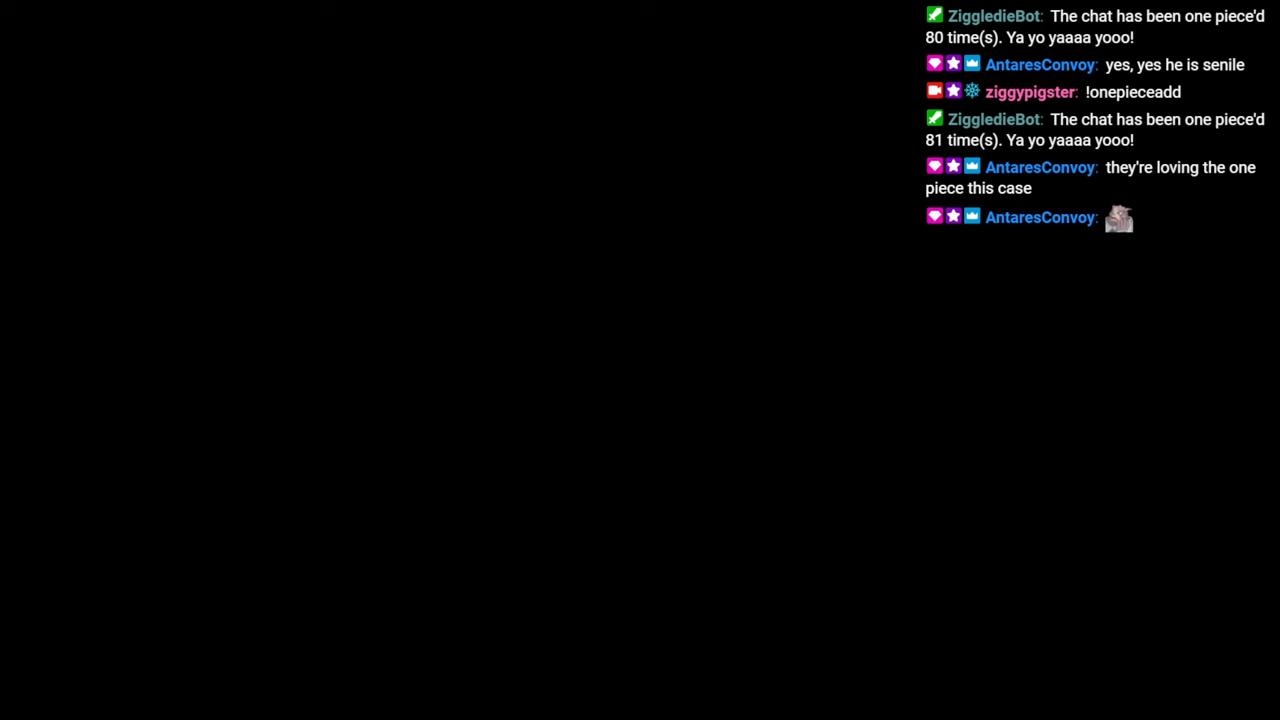 ZiggledieBot: The chat has been one piece'd
80 time(s). Ya yo yaaaa yooo!
AntaresConvoy: yes, yes he is senile
ziggypigster: !onepieceadd
ZiggledieBot: The chat has been one piece'd
81 time(s). Ya yo yaaaa yooo!
AntaresConvoy: they're loving the one
piece this case
AntaresConvoy: